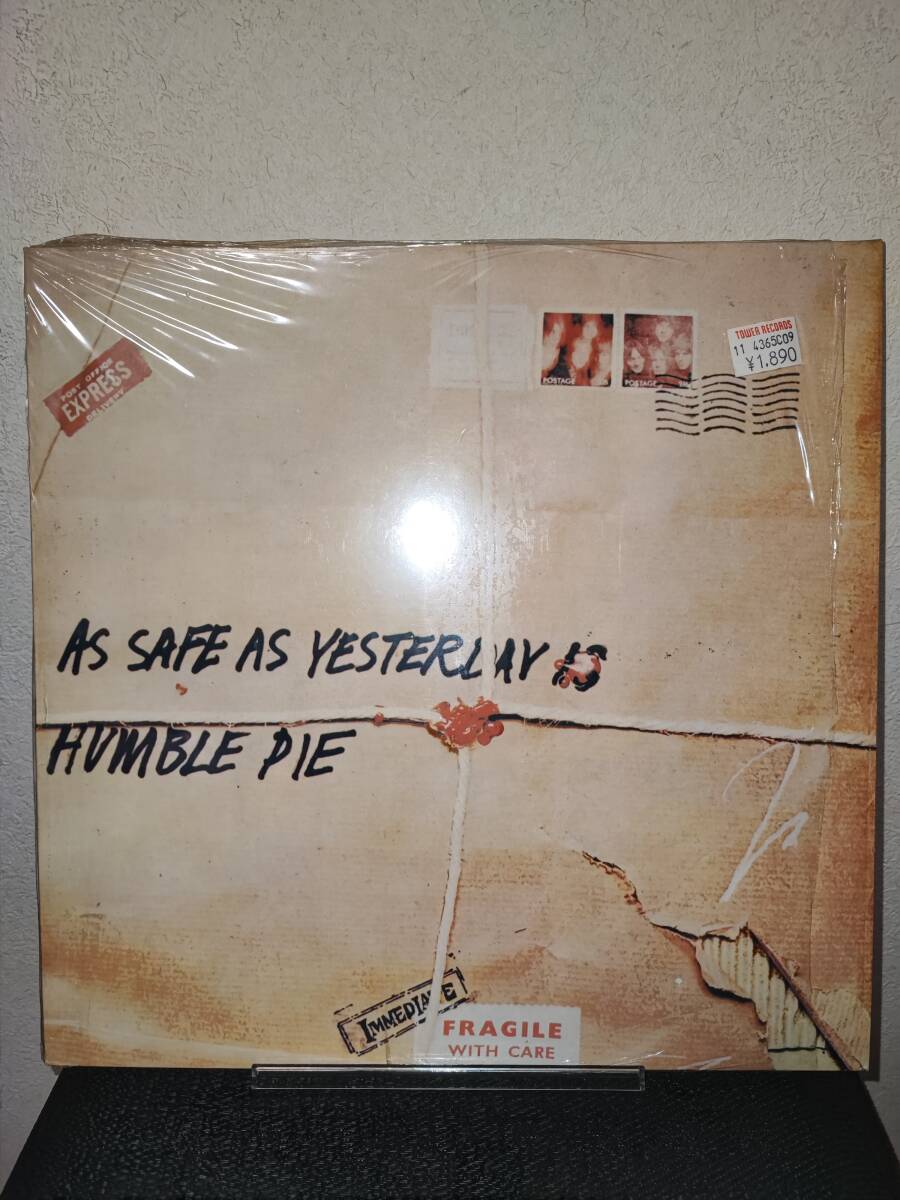 TOWER RECORDS
11 4365C09
¥1,890
POSTAGE
POSTAGE
POST OFFICE
EXPRESS
DELIVERY
AS SAFE AS YESTERDAY IS
HUMBLE PIE
IMMEDIATE
FRAGILE
WITH CARE